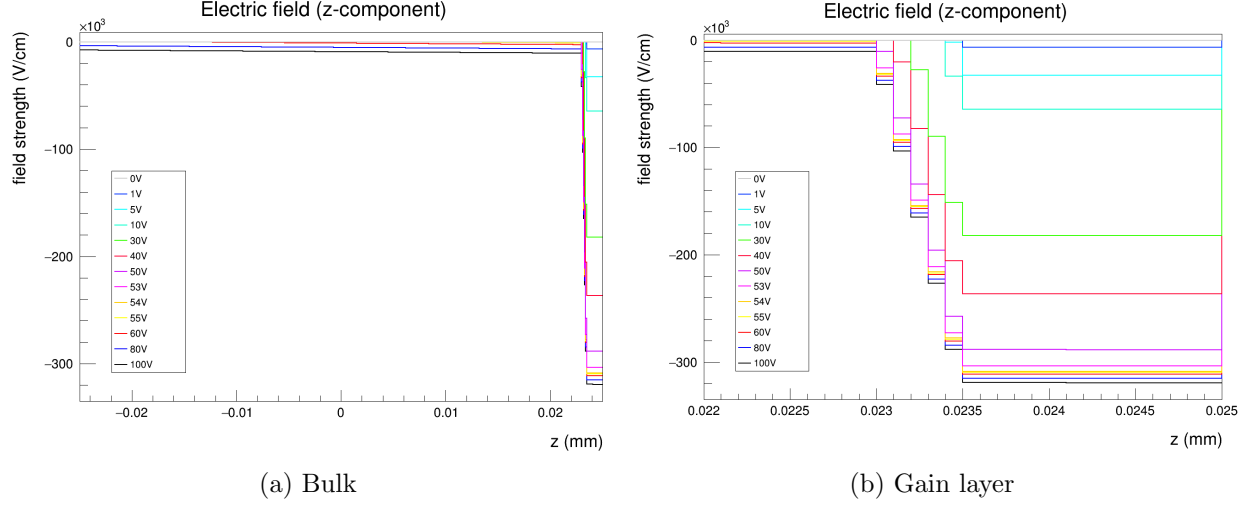 Electric field (z-component)
×10³
field strength (V/cm)
0
−100
−200
−300
0V
1V
5V
10V
30V
40V
50V
53V
54V
55V
60V
80V
100V
−0.02
−0.01
0
0.01
0.02
z (mm)
(a) Bulk
Electric field (z-component)
×10³
field strength (V/cm)
0
−100
−200
−300
0V
1V
5V
10V
30V
40V
50V
53V
54V
55V
60V
80V
100V
0.022
0.0225
0.023
0.0235
0.024
0.0245
0.025
z (mm)
(b) Gain layer